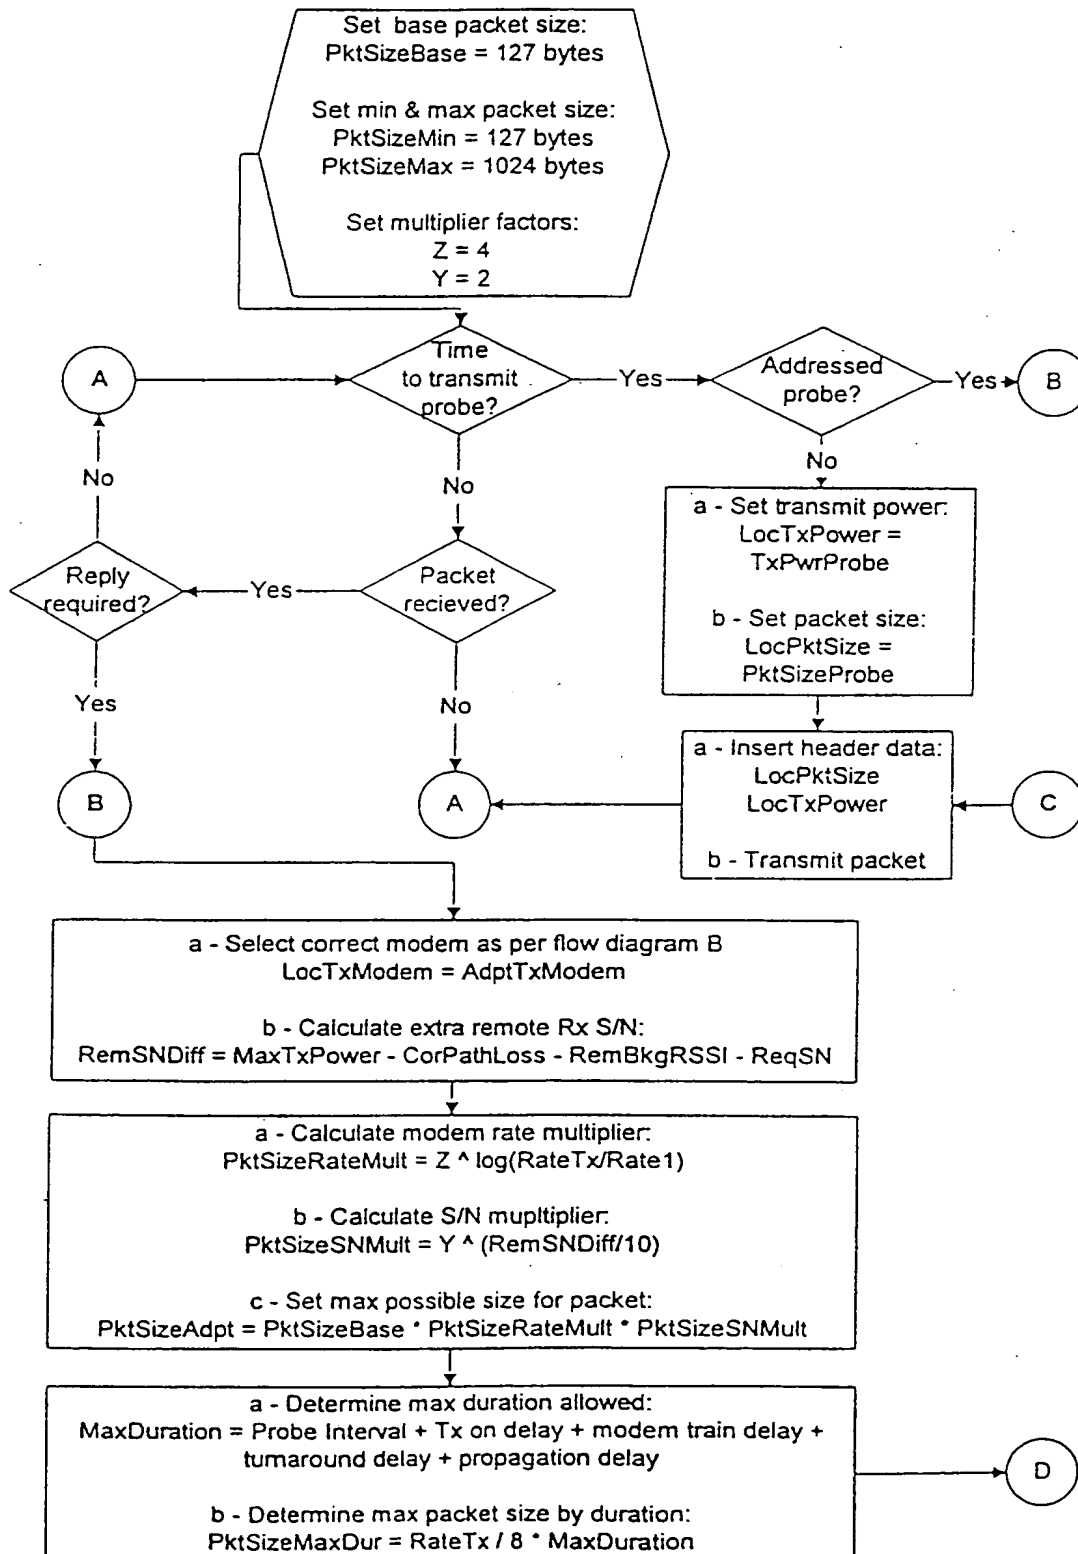 Set base packet size:
PktSizeBase = 127 bytes
Set min & max packet size:
PktSizeMin = 127 bytes
PktSizeMax = 1024 bytes
Set multiplier factors:
Z = 4
Y = 2
A
Time
to transmit
probe?
Yes
Addressed
probe?
Yes
B
No
No
No
a - Set transmit power:
LocTxPower =
TxPwrProbe
b - Set packet size:
LocPktSize =
PktSizeProbe
Reply
required?
Yes
Packet
recieved?
Yes
No
B
A
a - Insert header data:
LocPktSize
LocTxPower
b - Transmit packet
C
a - Select correct modem as per flow diagram B
LocTxModem = AdptTxModem
b - Calculate extra remote Rx S/N:
RemSNDiff = MaxTxPower - CorPathLoss - RemBkgRSSI - ReqSN
a - Calculate modem rate multiplier:
PktSizeRateMult = Z ^ log(RateTx/Rate1)
b - Calculate S/N mupltiplier:
PktSizeSNMult = Y ^ (RemSNDiff/10)
c - Set max possible size for packet:
PktSizeAdpt = PktSizeBase * PktSizeRateMult * PktSizeSNMult
a - Determine max duration allowed:
MaxDuration = Probe Interval + Tx on delay + modem train delay +
turnaround delay + propagation delay
b - Determine max packet size by duration:
PktSizeMaxDur = RateTx / 8 * MaxDuration
D